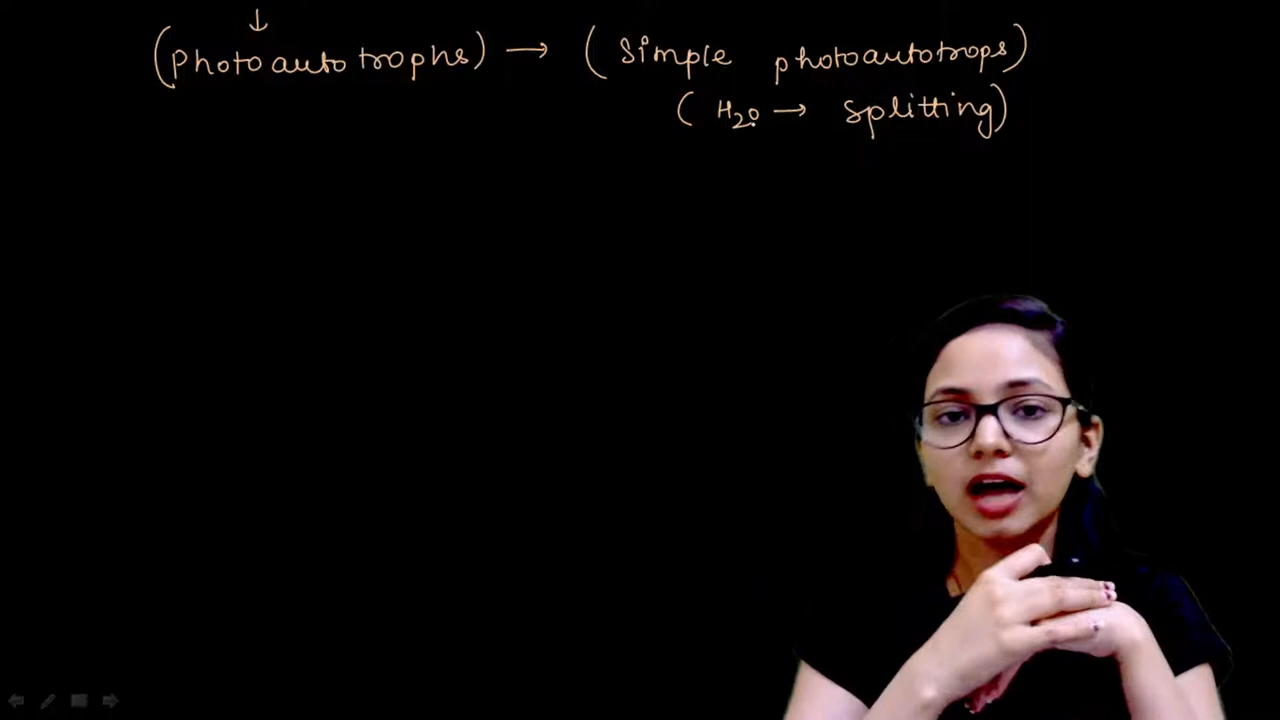 ↓
(photoautotrophs) → (Simple photoautotrops)
(H₂O → splitting)